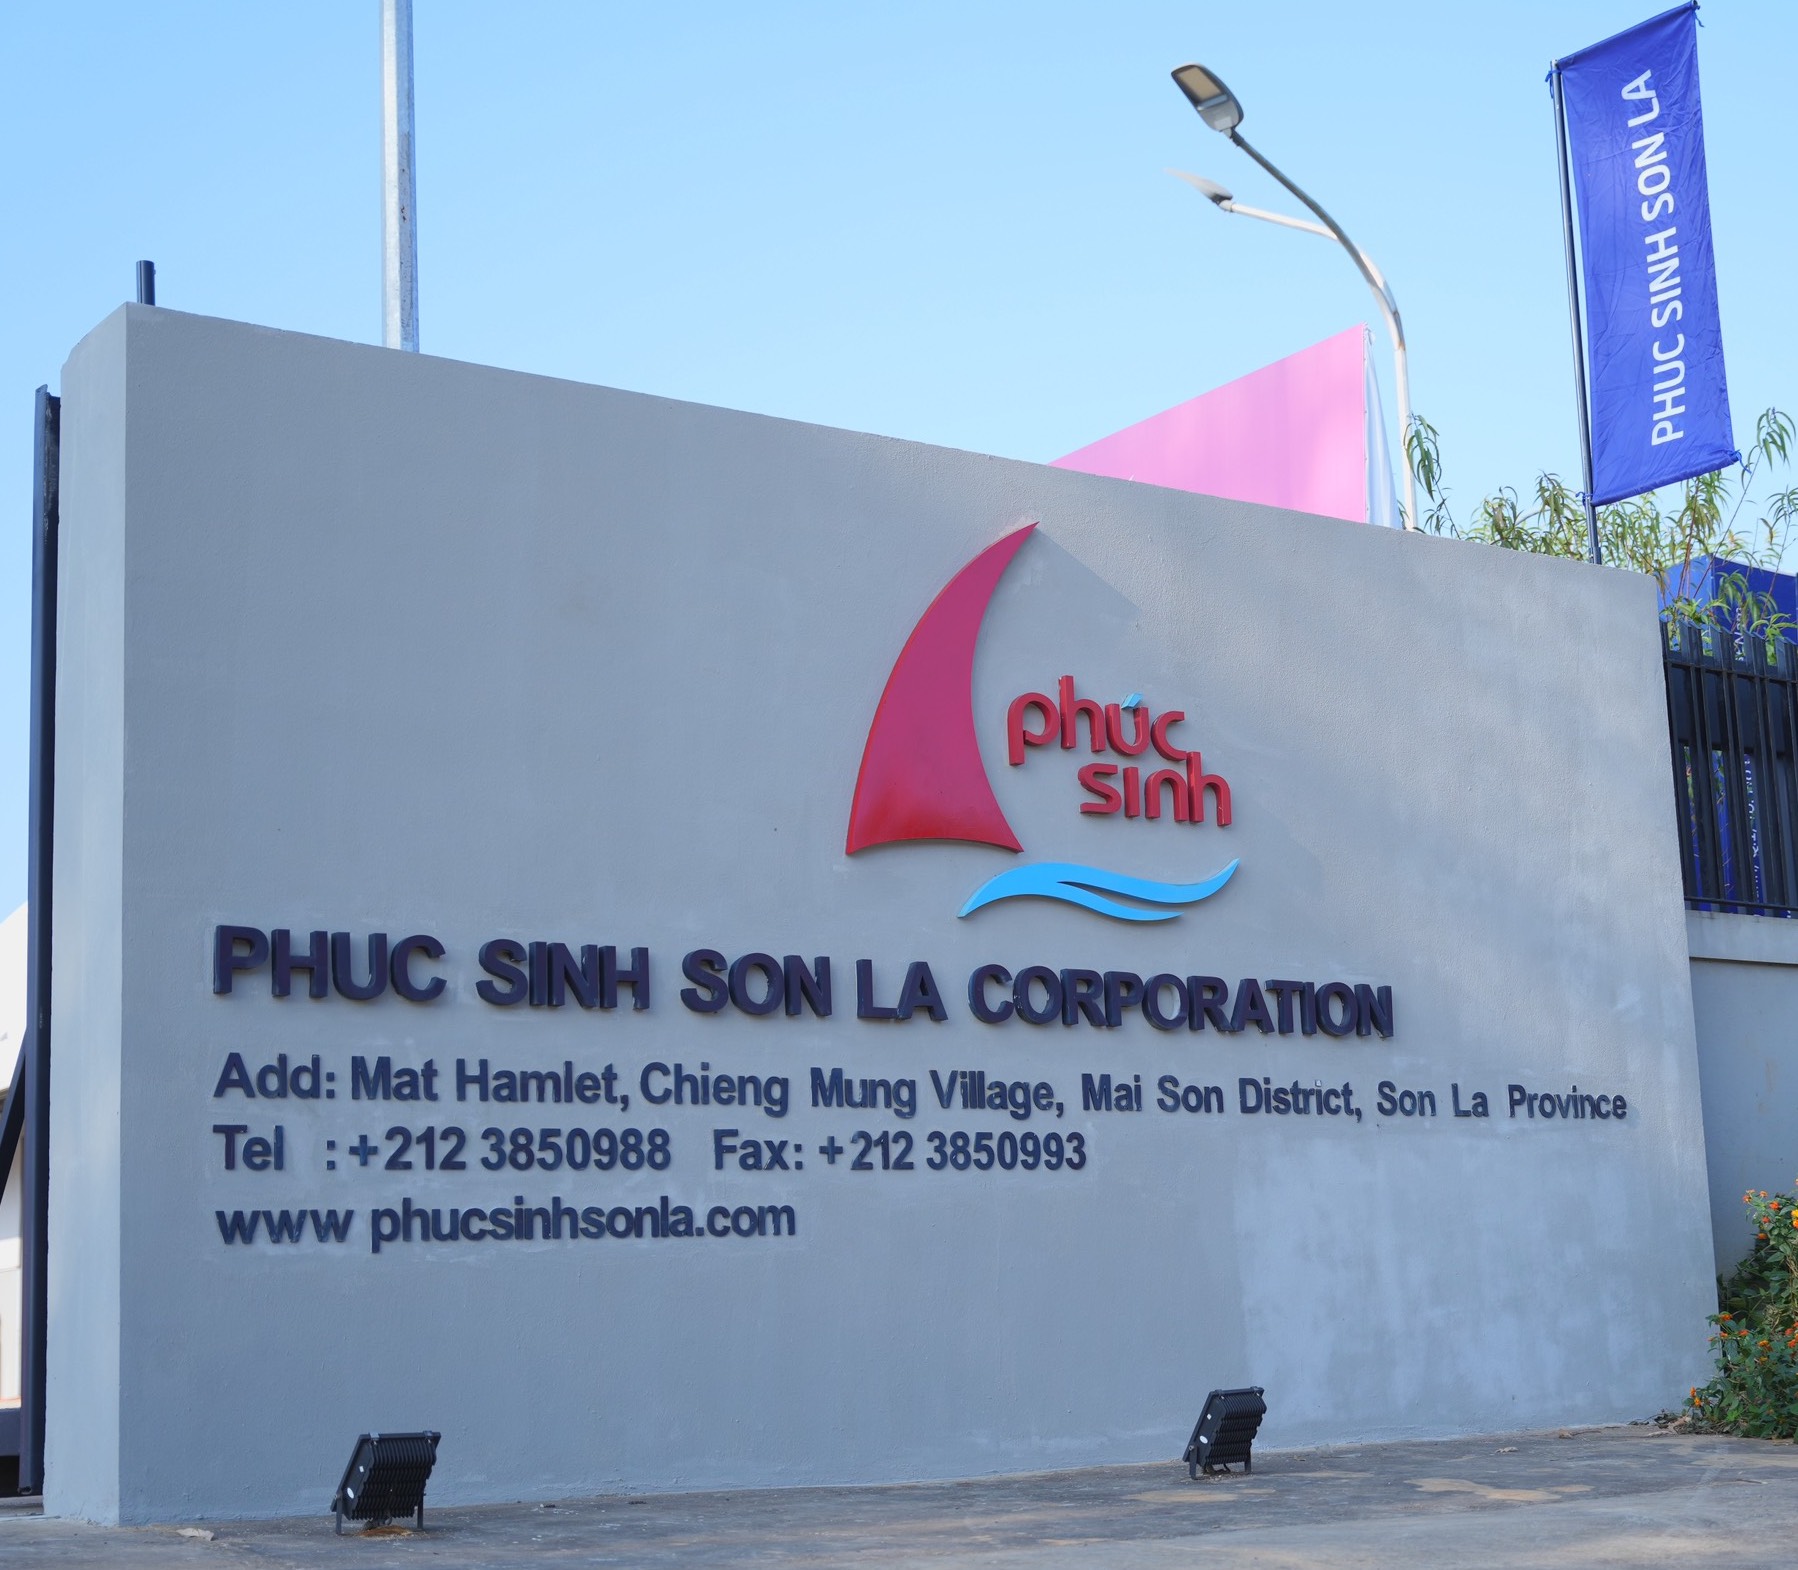 PHUC SINH SON LA
phúc
sinh
PHUC SINH SON LA CORPORATION
Add: Mat Hamlet, Chieng Mung Village, Mai Son District, Son La Province
Tel : +212 3850988 Fax: +212 3850993
www phucsinhsonla.com